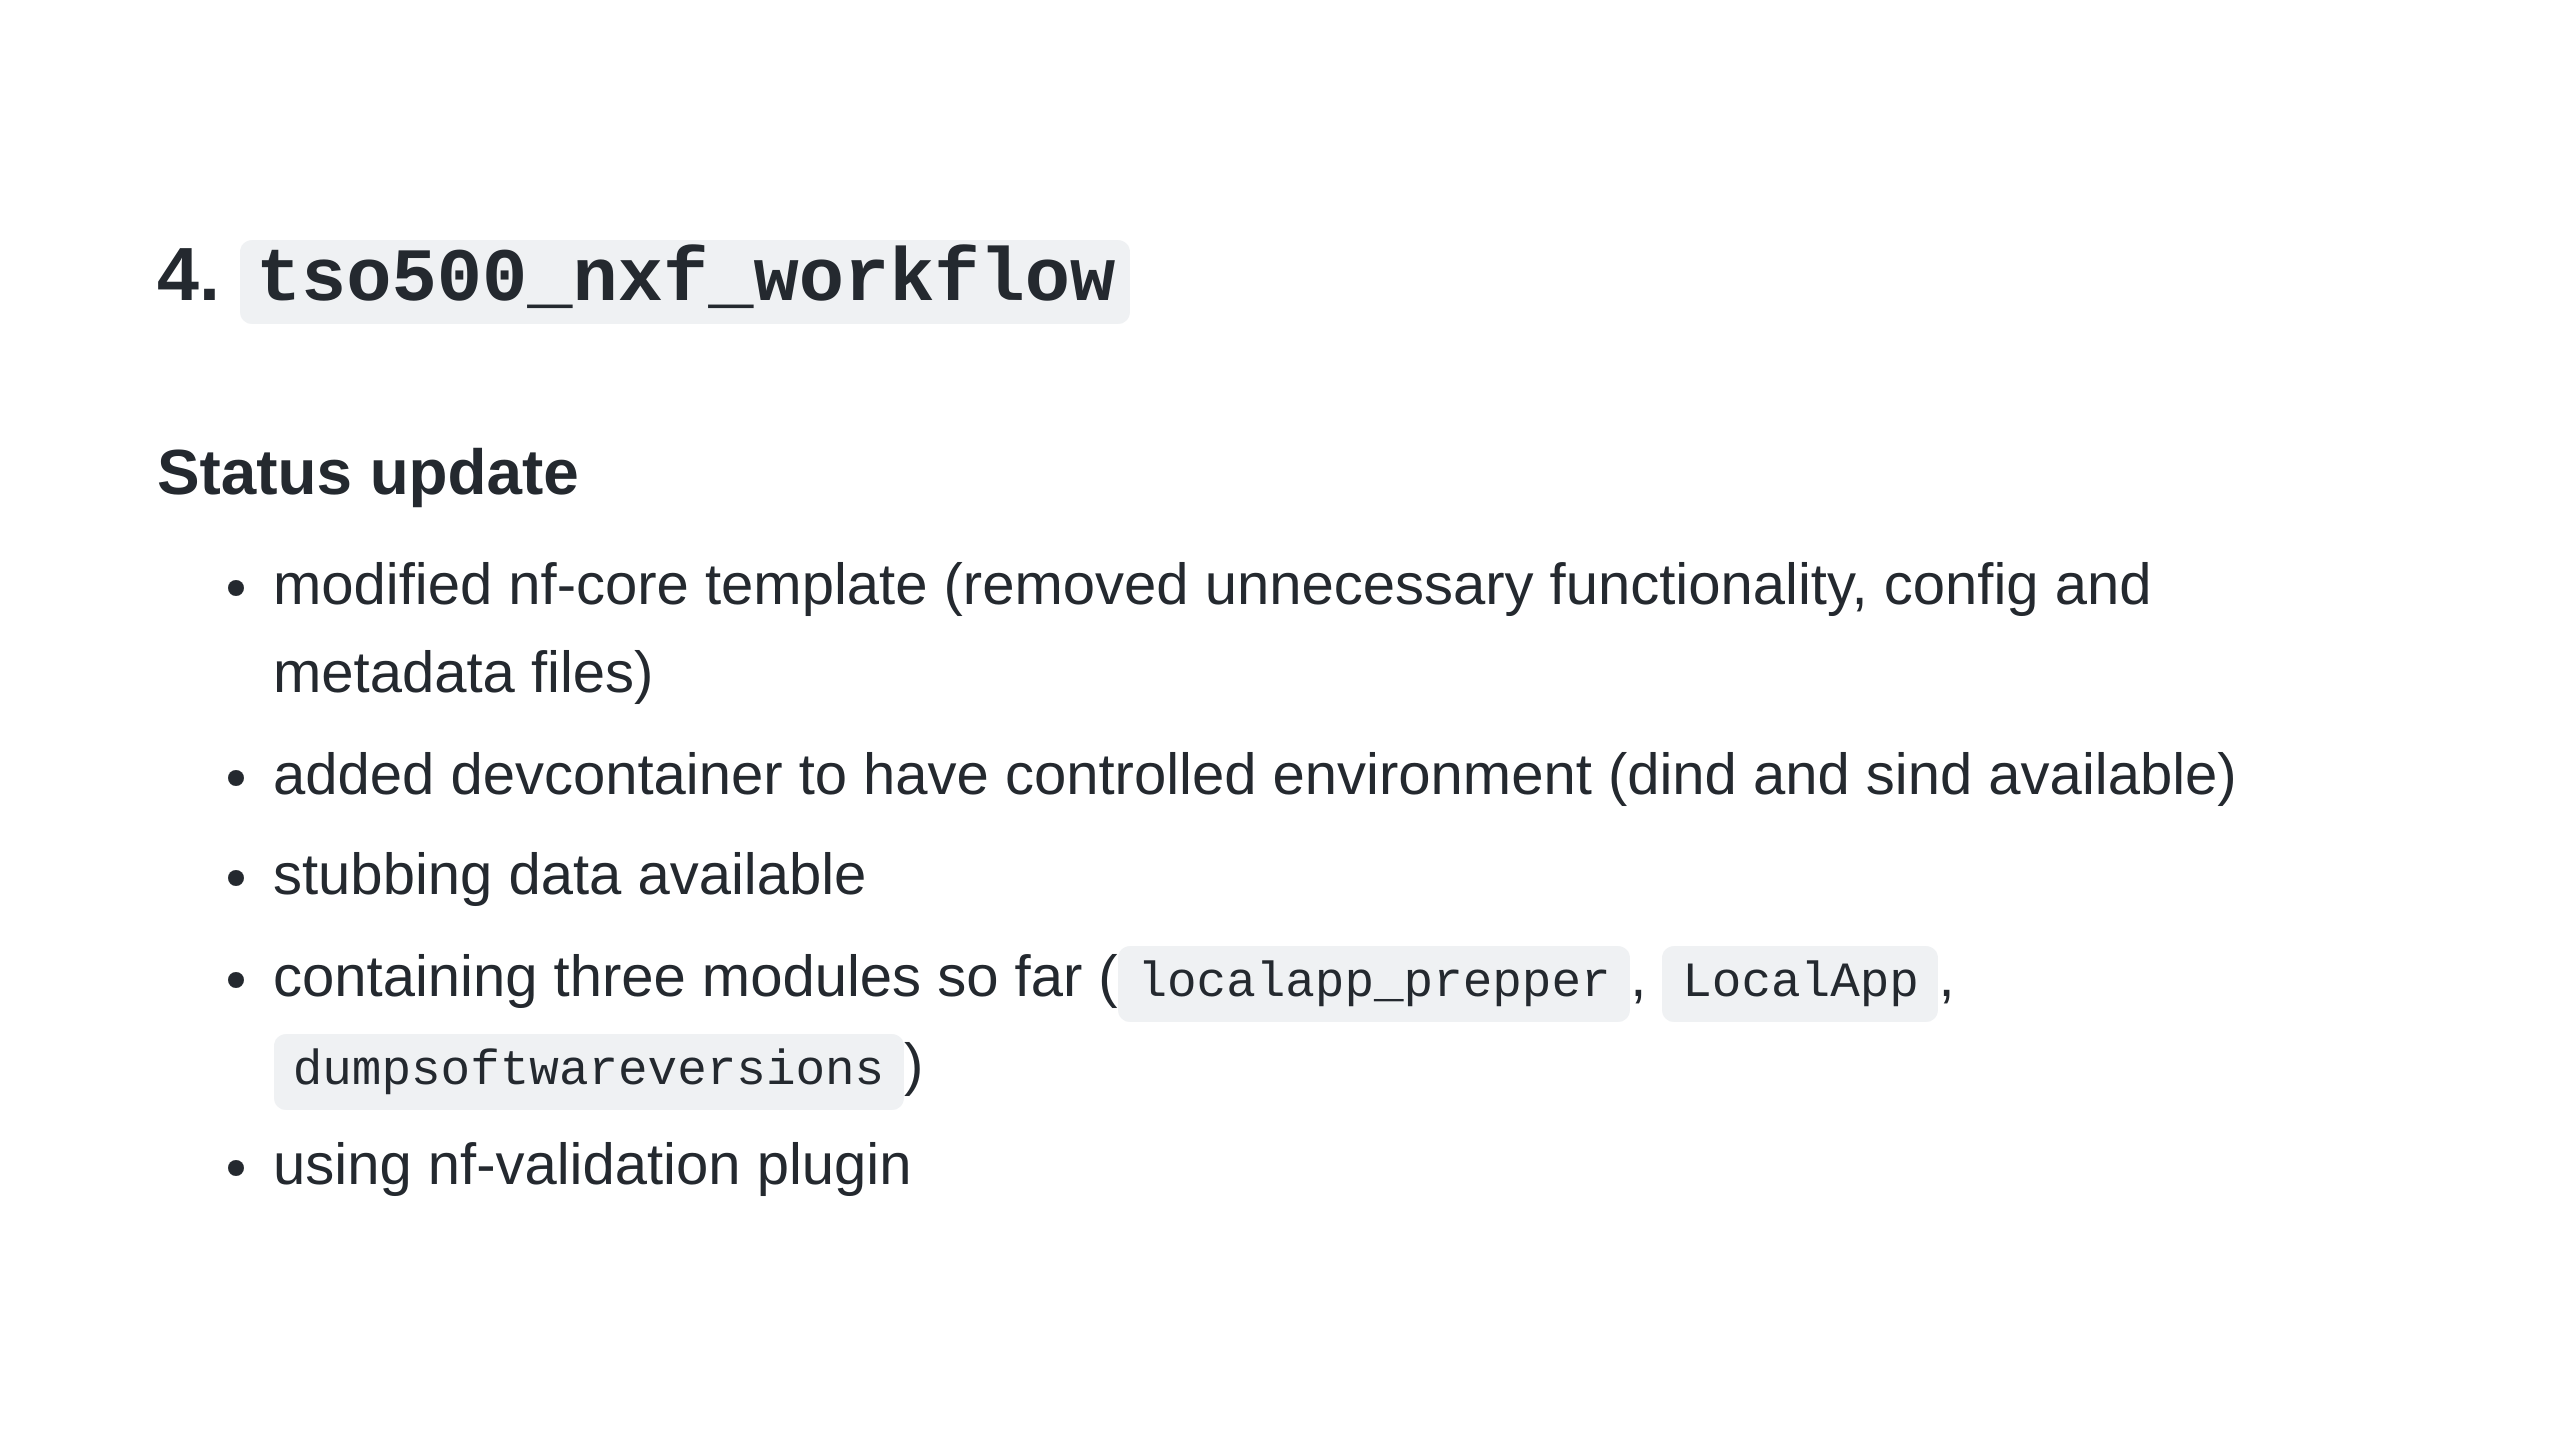 4. tso500_nxf_workflow
Status update
• modified nf-core template (removed unnecessary functionality, config and
metadata files)
• added devcontainer to have controlled environment (dind and sind available)
• stubbing data available
• containing three modules so far (localapp_prepper, LocalApp,
dumpsoftwareversions)
• using nf-validation plugin